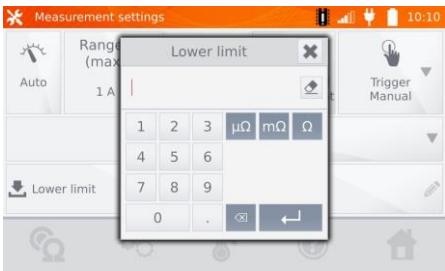 Measurement settings 10:10
Auto
Range
(max
1 A
Lower limit
Trigger
Manual
t
1 2 3 μΩ mΩ Ω
4 5 6
7 8 9
0 .
Lower limit